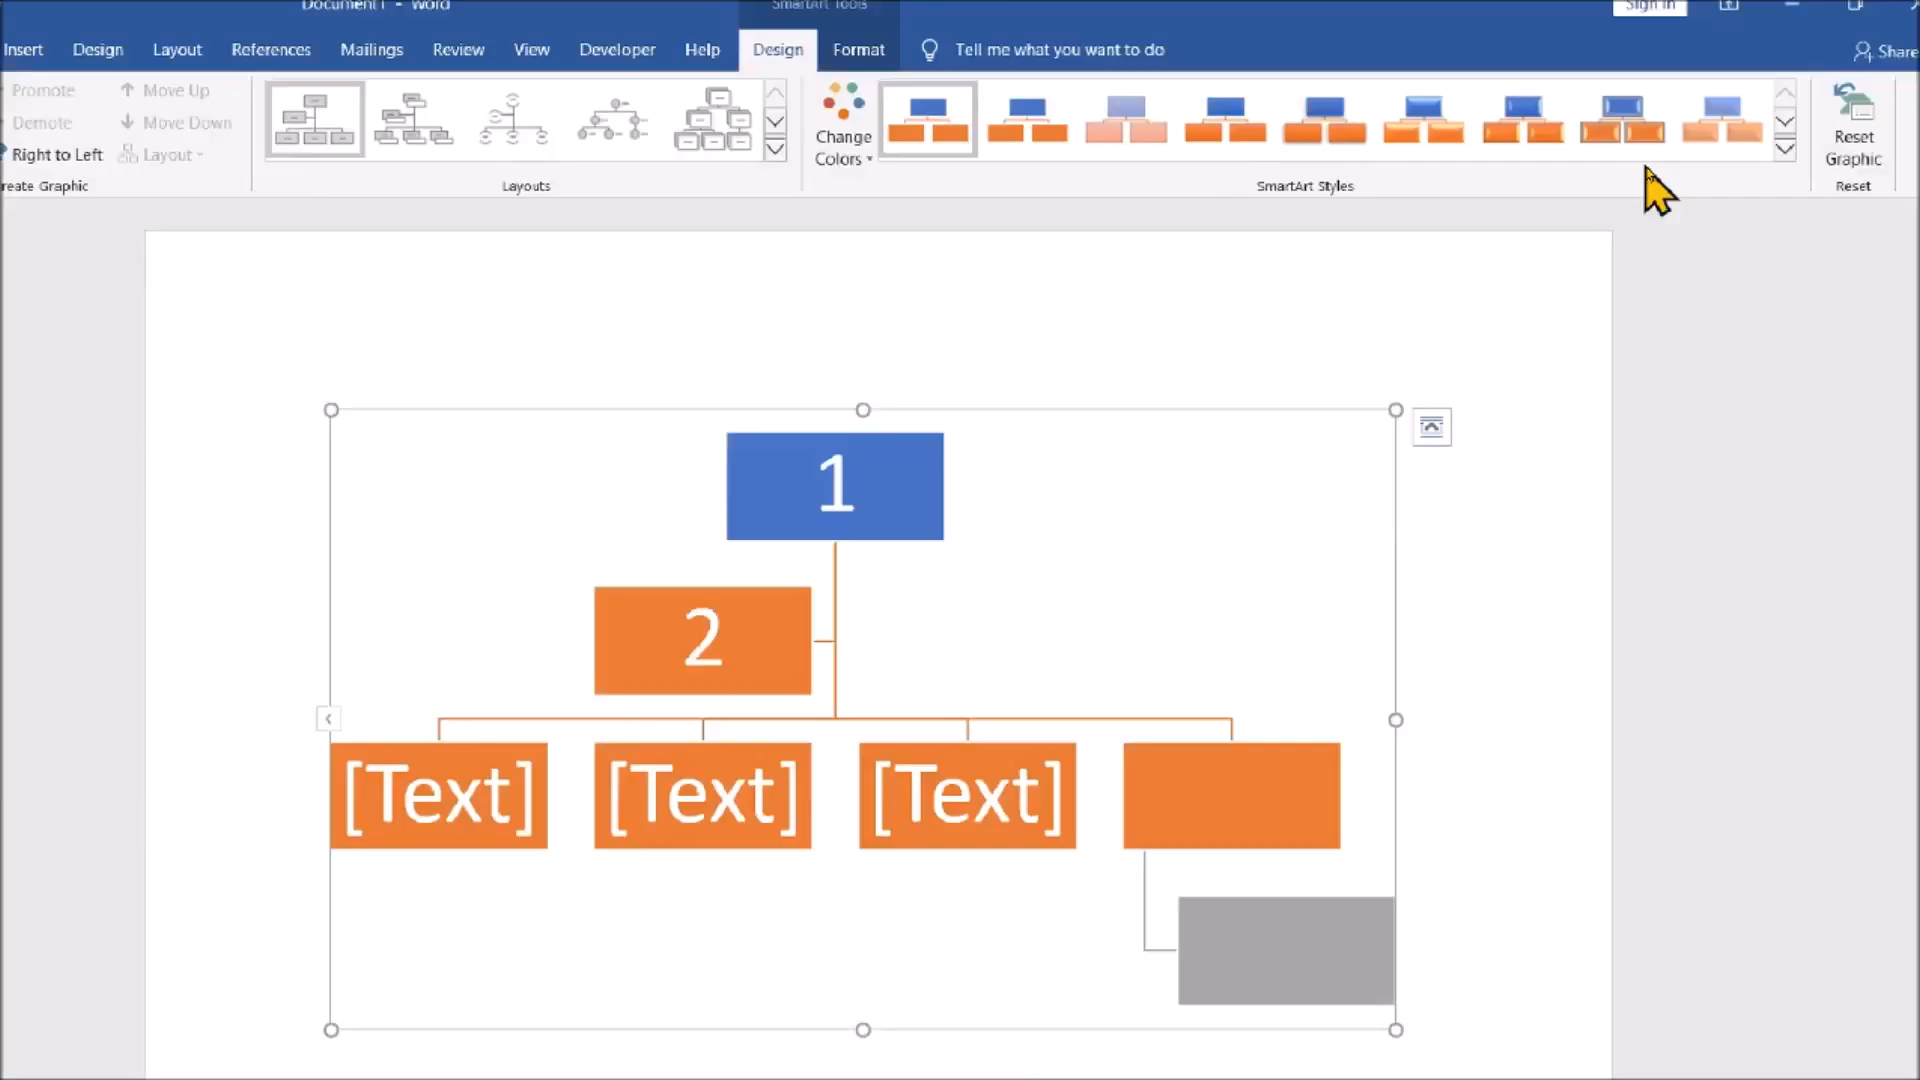 Document1 - Word
SmartArt Tools
Sign in
Insert Design Layout References Mailings Review View Developer Help Design Format Tell me what you want to do Share
Promote Move Up
Demote Move Down
Right to Left Layout
Change Colors
Reset Graphic
reate Graphic Layouts SmartArt Styles Reset
1
2
[Text] [Text] [Text]